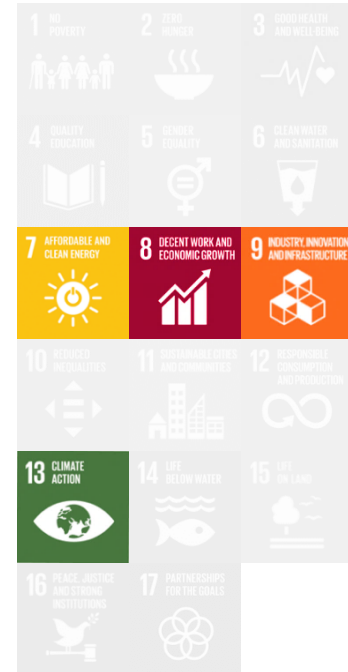 1 NO
POVERTY
2 ZERO
HUNGER
3 GOOD HEALTH
AND WELL-BEING
4 QUALITY
EDUCATION
5 GENDER
EQUALITY
6 CLEAN WATER
AND SANITATION
7 AFFORDABLE AND
CLEAN ENERGY
8 DECENT WORK AND
ECONOMIC GROWTH
9 INDUSTRY, INNOVATION
AND INFRASTRUCTURE
10 REDUCED
INEQUALITIES
11 SUSTAINABLE CITIES
AND COMMUNITIES
12 RESPONSIBLE
CONSUMPTION
AND PRODUCTION
13 CLIMATE
ACTION
14 LIFE
BELOW WATER
15 LIFE
ON LAND
16 PEACE, JUSTICE
AND STRONG
INSTITUTIONS
17 PARTNERSHIPS
FOR THE GOALS